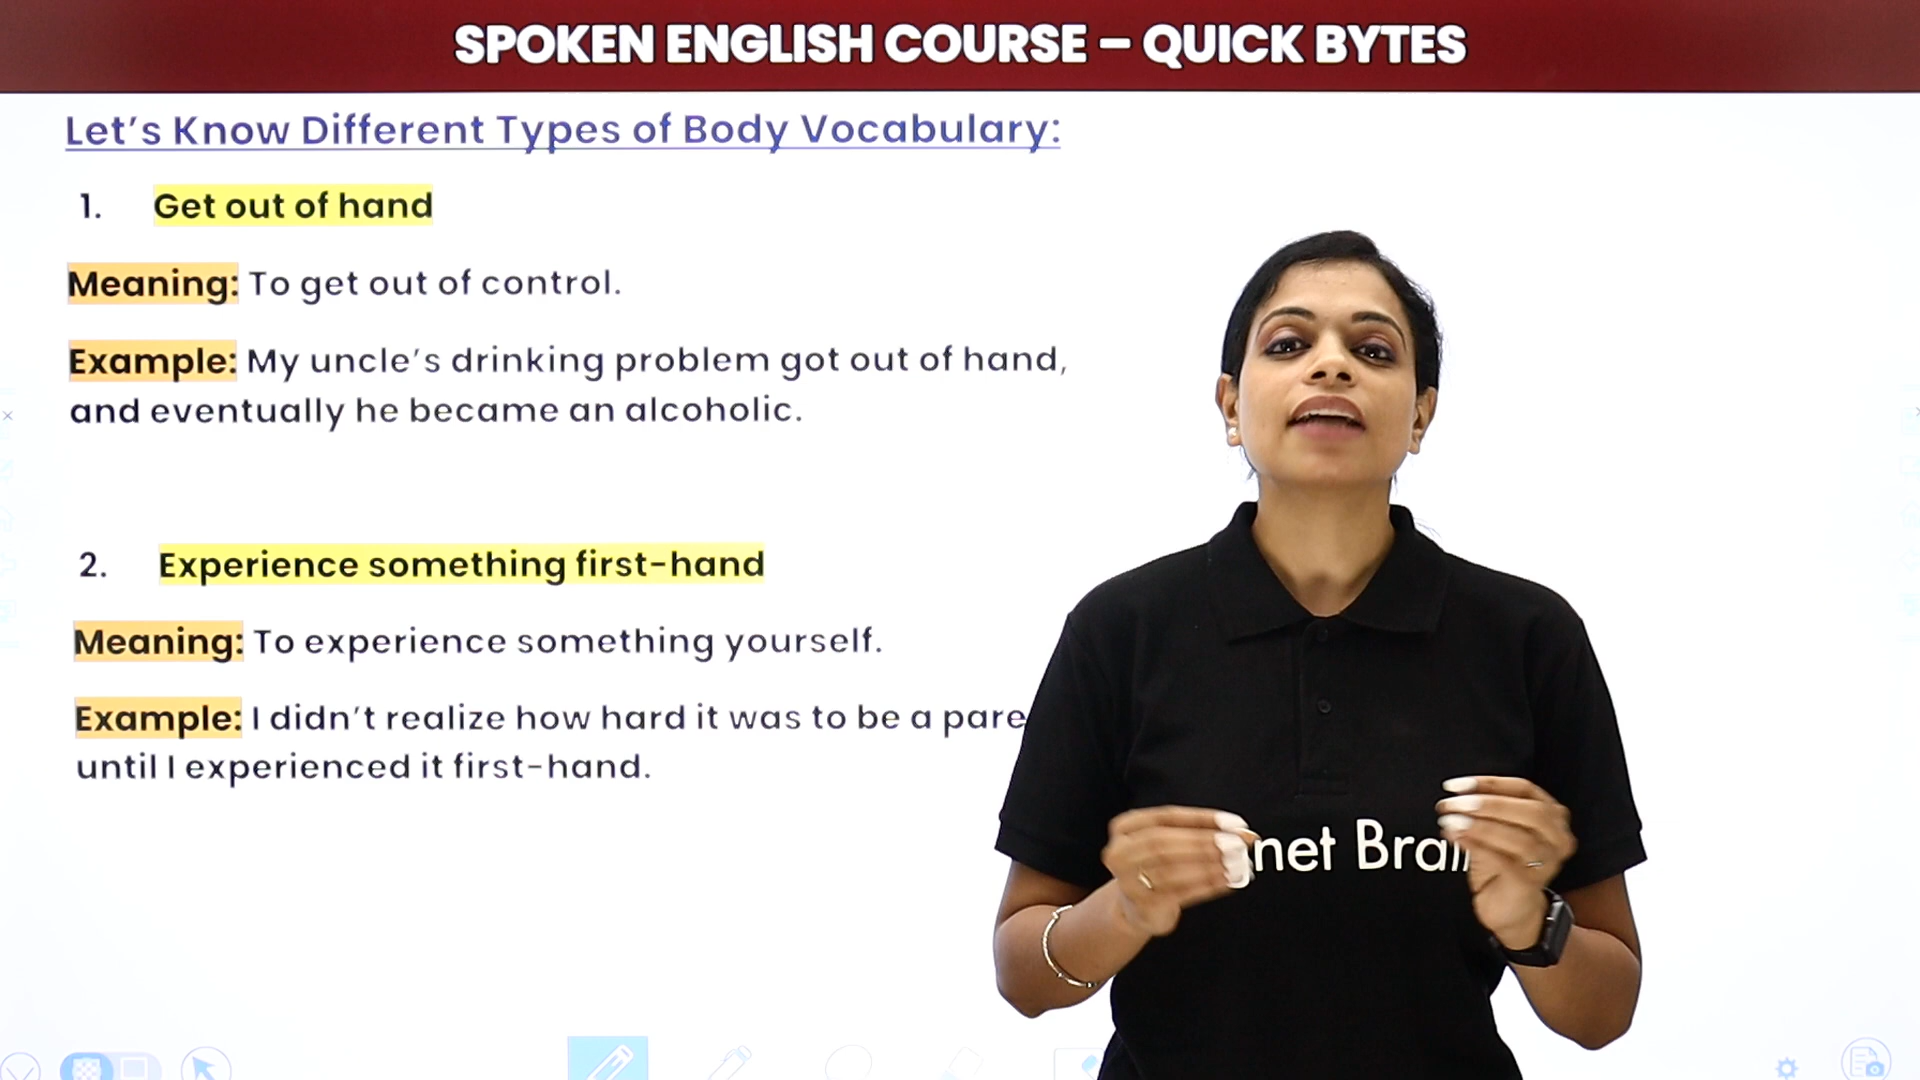 SPOKEN ENGLISH COURSE – QUICK BYTES
Let's Know Different Types of Body Vocabulary:
1. Get out of hand
Meaning: To get out of control.
Example: My uncle's drinking problem got out of hand,
and eventually he became an alcoholic.
2. Experience something first-hand
Meaning: To experience something yourself.
Example: I didn't realize how hard it was to be a pare
until I experienced it first-hand.
net Brai